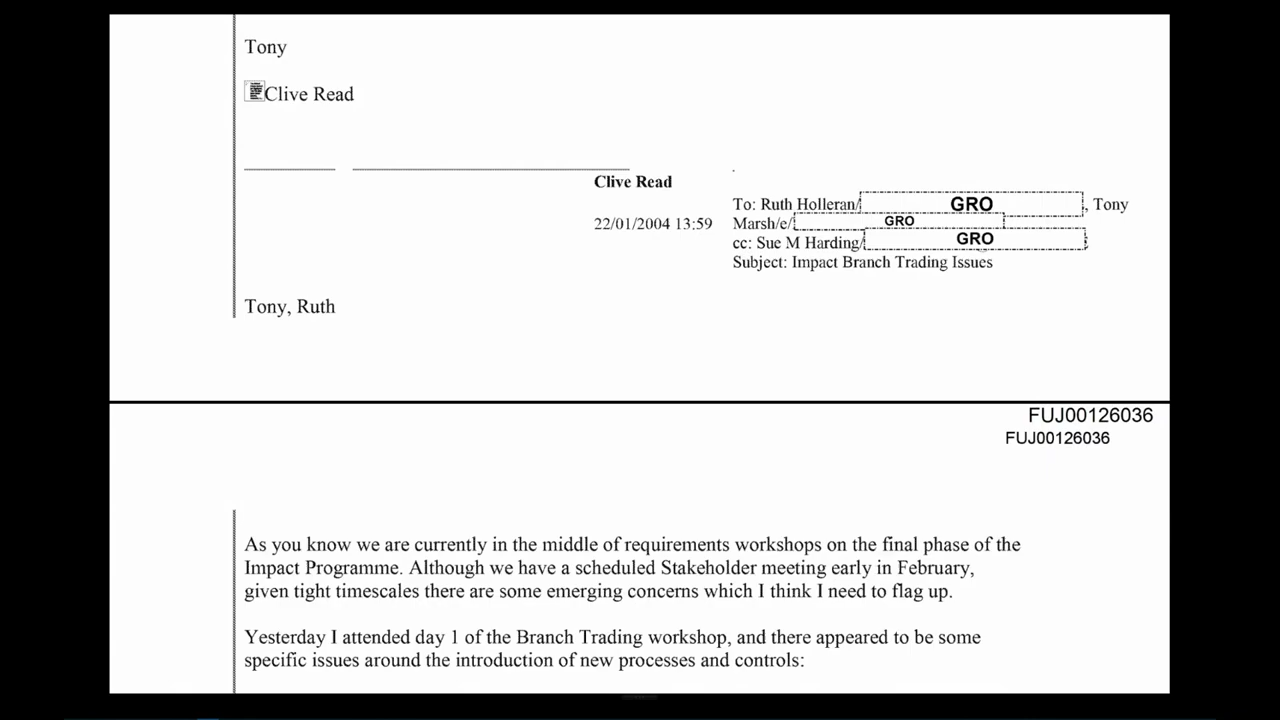 Tony
Clive Read
Clive Read
To: Ruth Holleran/ GRO , Tony
22/01/2004 13:59 Marsh/e/ GRO
cc: Sue M Harding/ GRO
Subject: Impact Branch Trading Issues
Tony, Ruth
FUJ00126036
FUJ00126036
As you know we are currently in the middle of requirements workshops on the final phase of the
Impact Programme. Although we have a scheduled Stakeholder meeting early in February,
given tight timescales there are some emerging concerns which I think I need to flag up.
Yesterday I attended day 1 of the Branch Trading workshop, and there appeared to be some
specific issues around the introduction of new processes and controls: